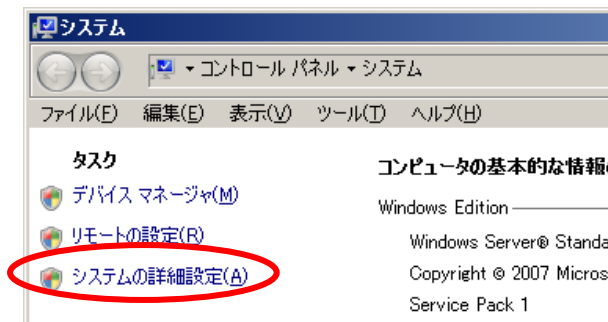 システム
コントロール パネル ▾ システム
ファイル(F) 編集(E) 表示(V) ツール(T) ヘルプ(H)
タスク
デバイス マネージャ(M)
リモートの設定(R)
システムの詳細設定(A)
コンピュータの基本的な情報
Windows Edition
Windows Server® Standa
Copyright © 2007 Micros
Service Pack 1